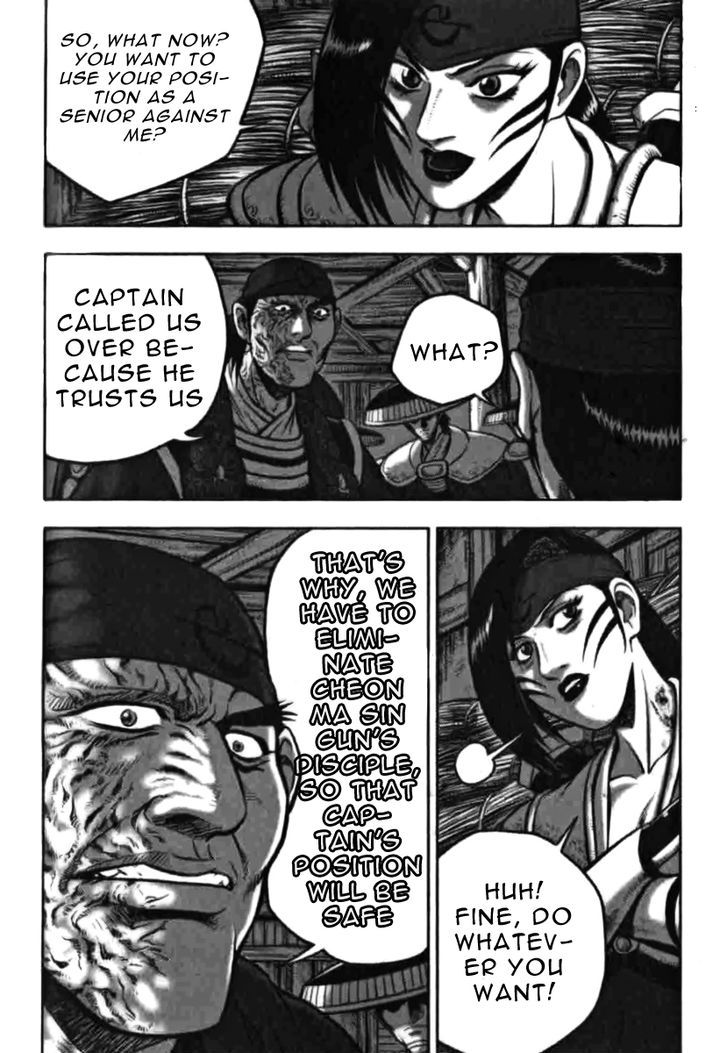 SO, WHAT NOW?
YOU WANT TO
USE YOUR POSI-
TION AS A
SENIOR AGAINST
ME?
CAPTAIN
CALLED US
OVER BE-
CAUSE HE
TRUSTS US
WHAT?
THAT'S
WHY, WE
HAVE TO
ELIMI-
NATE
CHEON
MA SIN
GUN'S
DISCIPLE,
SO THAT
CAP-
TAIN'S
POSITION
WILL BE
SAFE
HUH!
FINE, DO
WHATEV-
ER YOU
WANT!